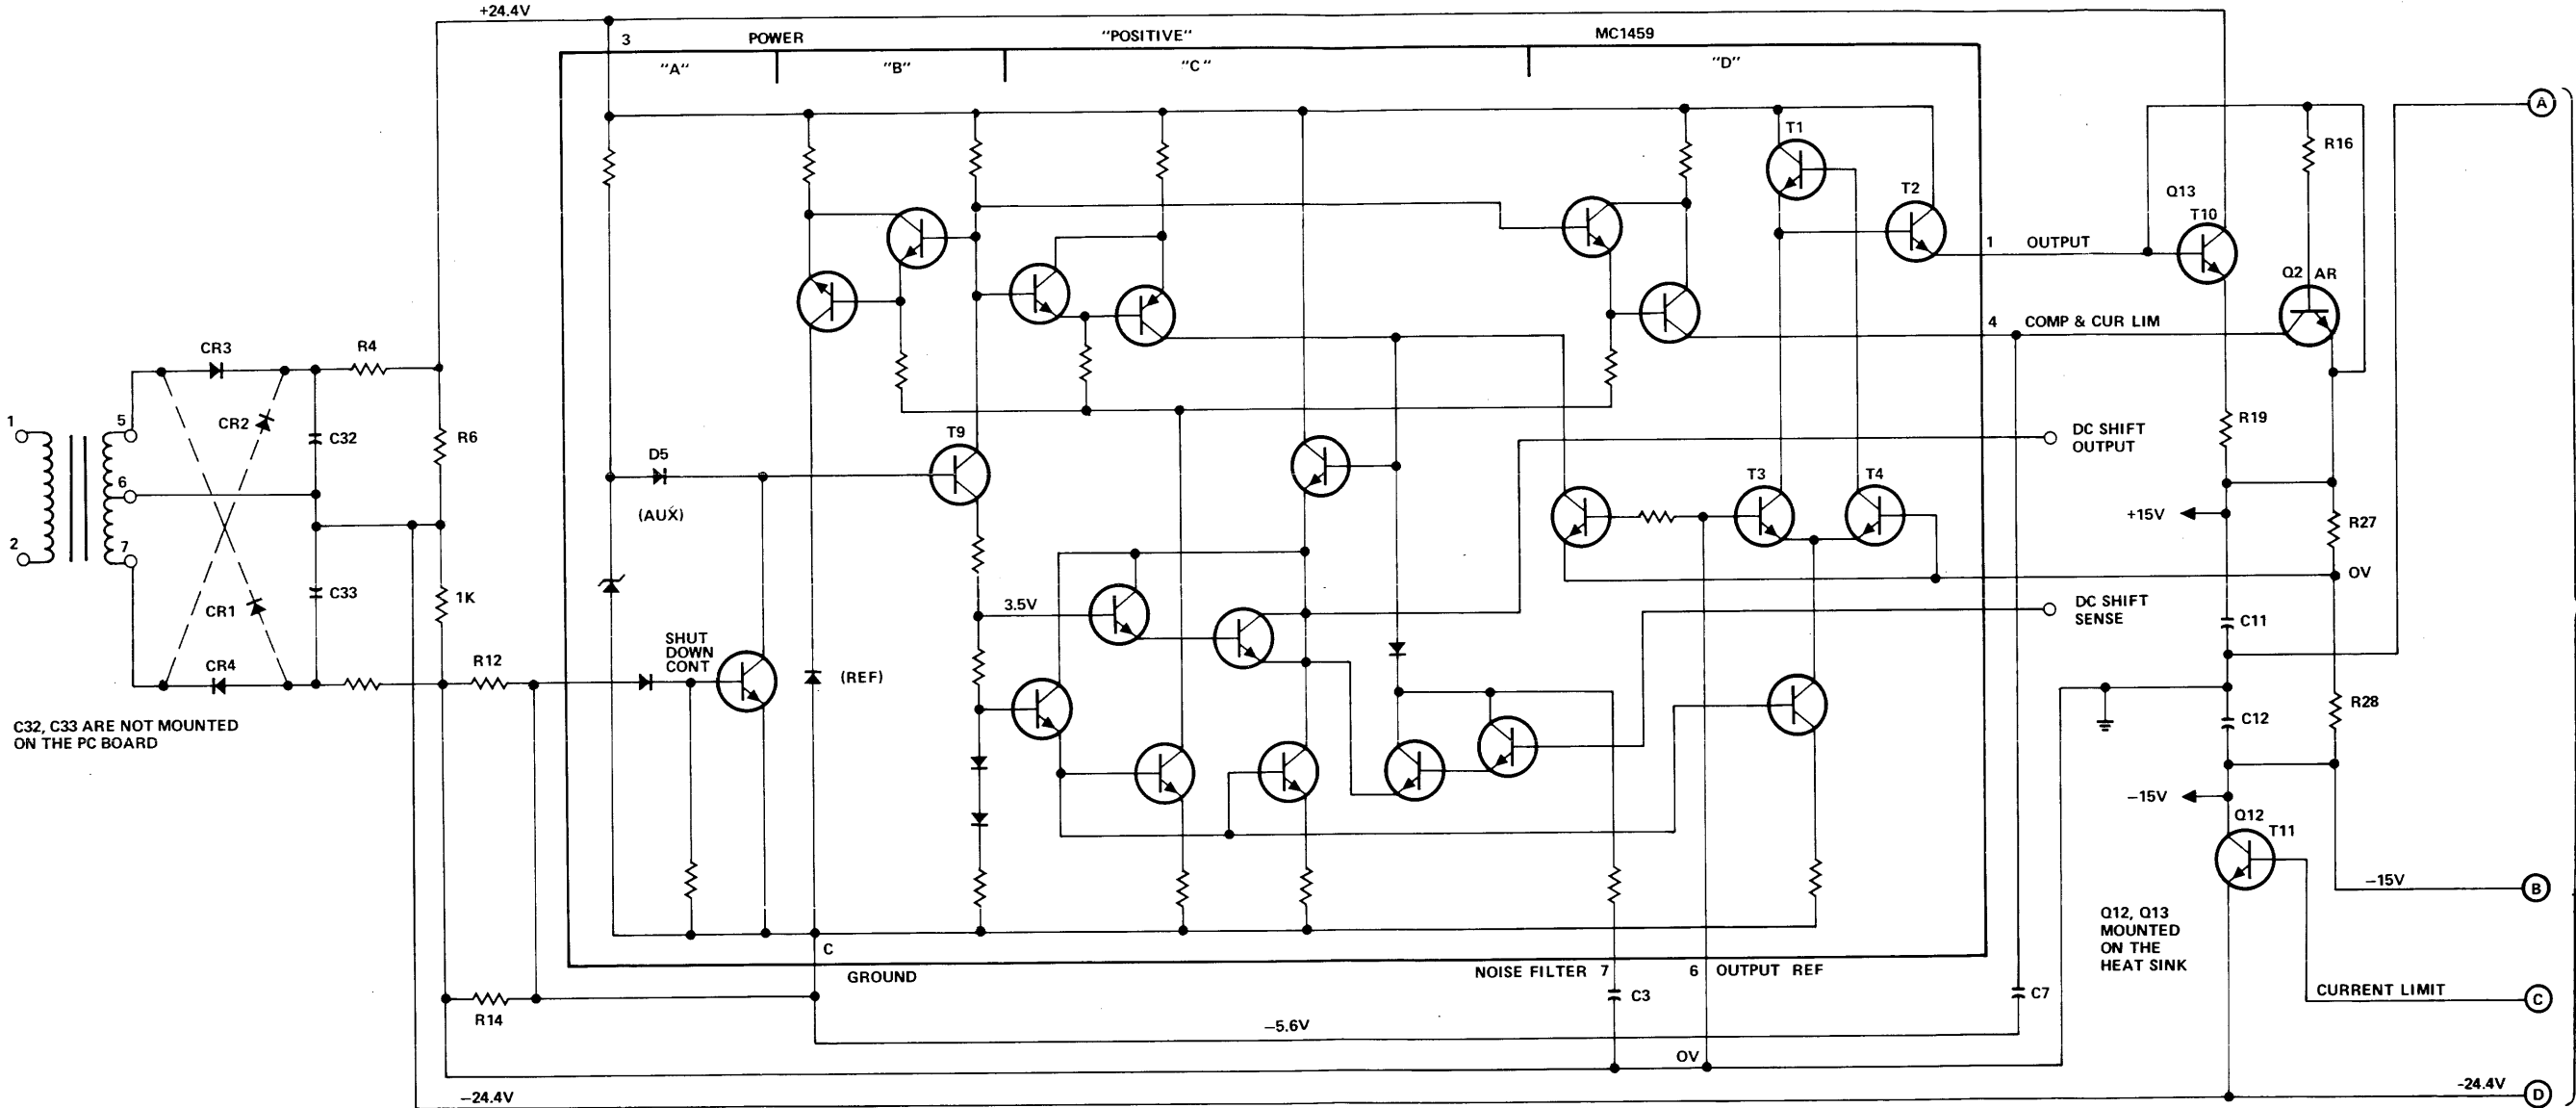 +24.4V
3
POWER
"POSITIVE"
MC1459
"A"
"B"
"C"
"D"
A
T1
R16
T2
Q13
T10
1
OUTPUT
Q2
AR
4
COMP & CUR LIM
CR3
R4
CR2
C32
R6
1
5
6
2
7
R19
T9
DC SHIFT
OUTPUT
D5
(AUX)
T3
T4
+15V
R27
OV
CR1
C33
1K
3.5V
DC SHIFT
SENSE
C11
CR4
R12
SHUT
DOWN
CONT
(REF)
R28
C12
C32, C33 ARE NOT MOUNTED
ON THE PC BOARD
−15V
Q12
T11
−15V
B
Q12, Q13
MOUNTED
ON THE
HEAT SINK
C
GROUND
NOISE FILTER 7
6 OUTPUT REF
C3
C7
CURRENT LIMIT
C
R14
−5.6V
OV
−24.4V
-24.4V
D